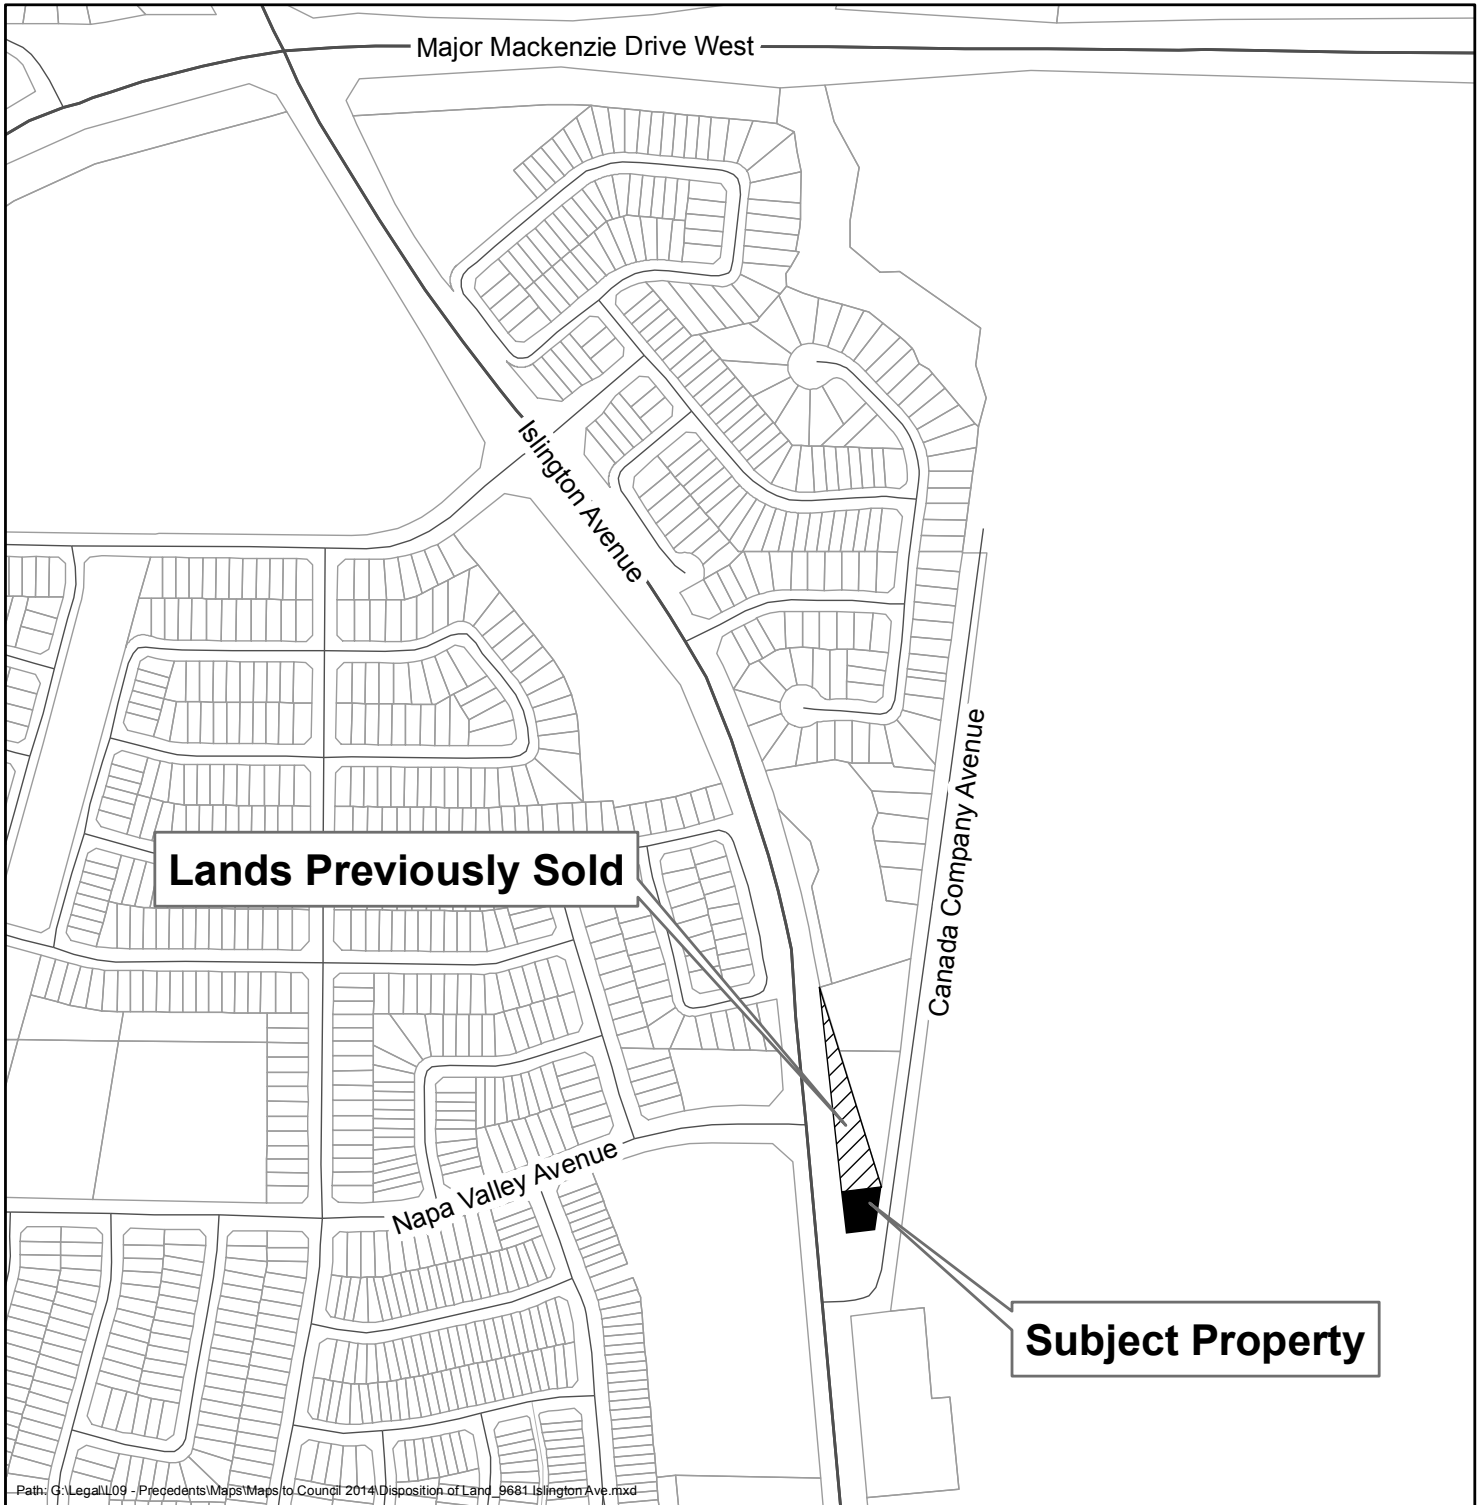 Major Mackenzie Drive West
Islington Avenue
Canada Company Avenue
Lands Previously Sold
Napa Valley Avenue
Subject Property
Path: G:\Legal\L09 - Precedents\Maps\Maps to Council 2014\Disposition of Land_9681 Islington Ave.mxd